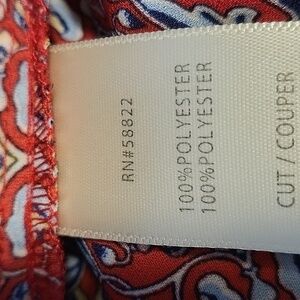 RN#58822
100%POLYESTER
100%POLYESTER
CUT / COUPER